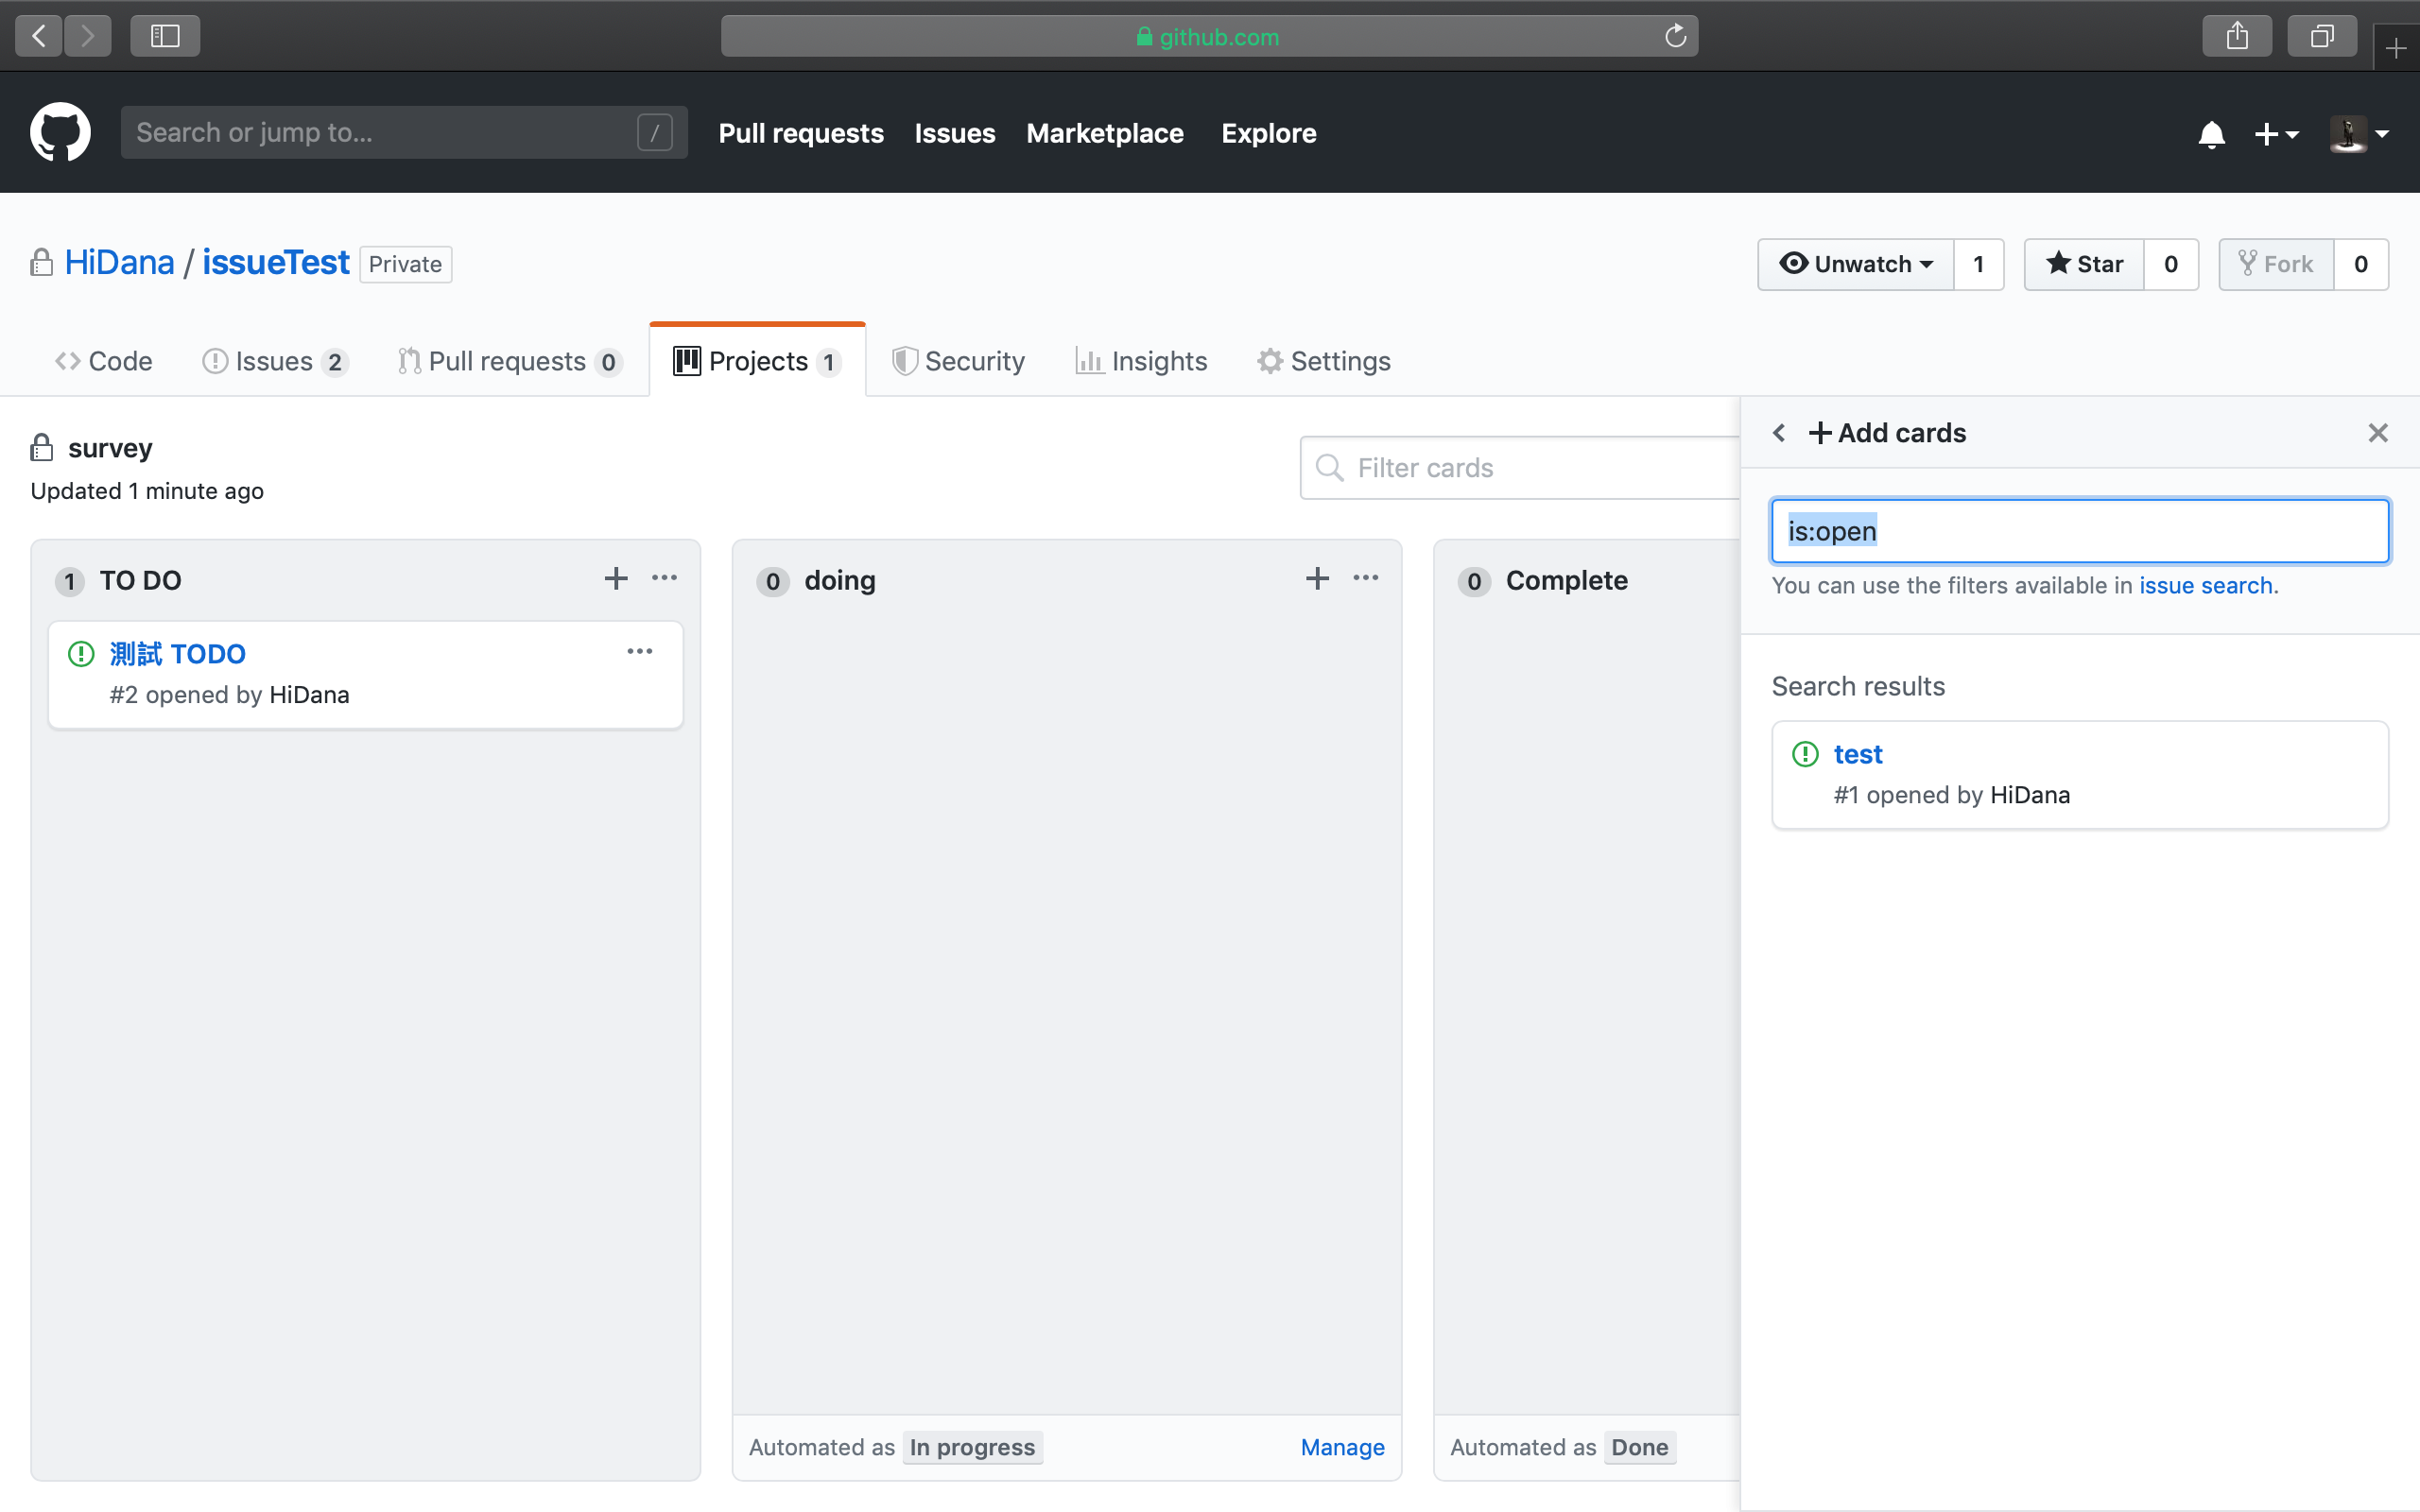 github.com
Search or jump to... /
Pull requests Issues Marketplace Explore
HiDana / issueTest Private
Unwatch 1 Star 0 Fork 0
Code Issues 2 Pull requests 0 Projects 1 Security Insights Settings
survey
Updated 1 minute ago
Filter cards
1 TO DO
測試 TODO
#2 opened by HiDana
0 doing
Automated as In progress Manage
0 Complete
Automated as Done
Add cards
is:open
You can use the filters available in issue search.
Search results
test
#1 opened by HiDana